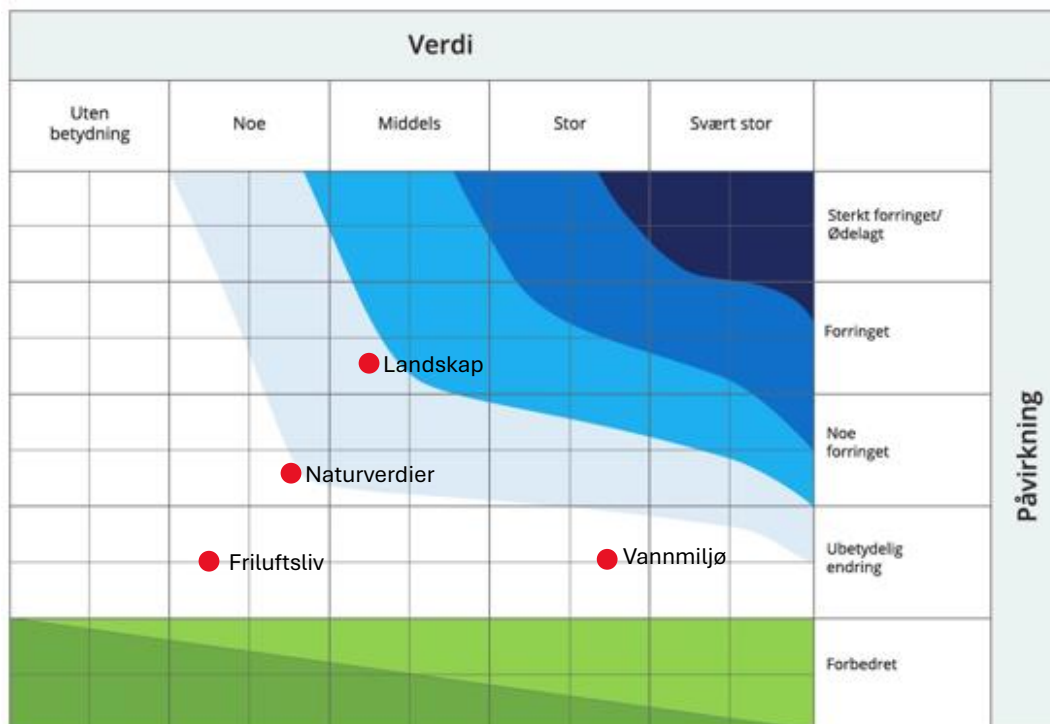 Verdi
Uten
betydning
Noe
Middels
Stor
Svært stor
Sterkt forringet/
Ødelagt
Forringet
Landskap
Noe
forringet
Naturverdier
Påvirkning
Friluftsliv
Vannmiljø
Ubetydelig
endring
Forbedret